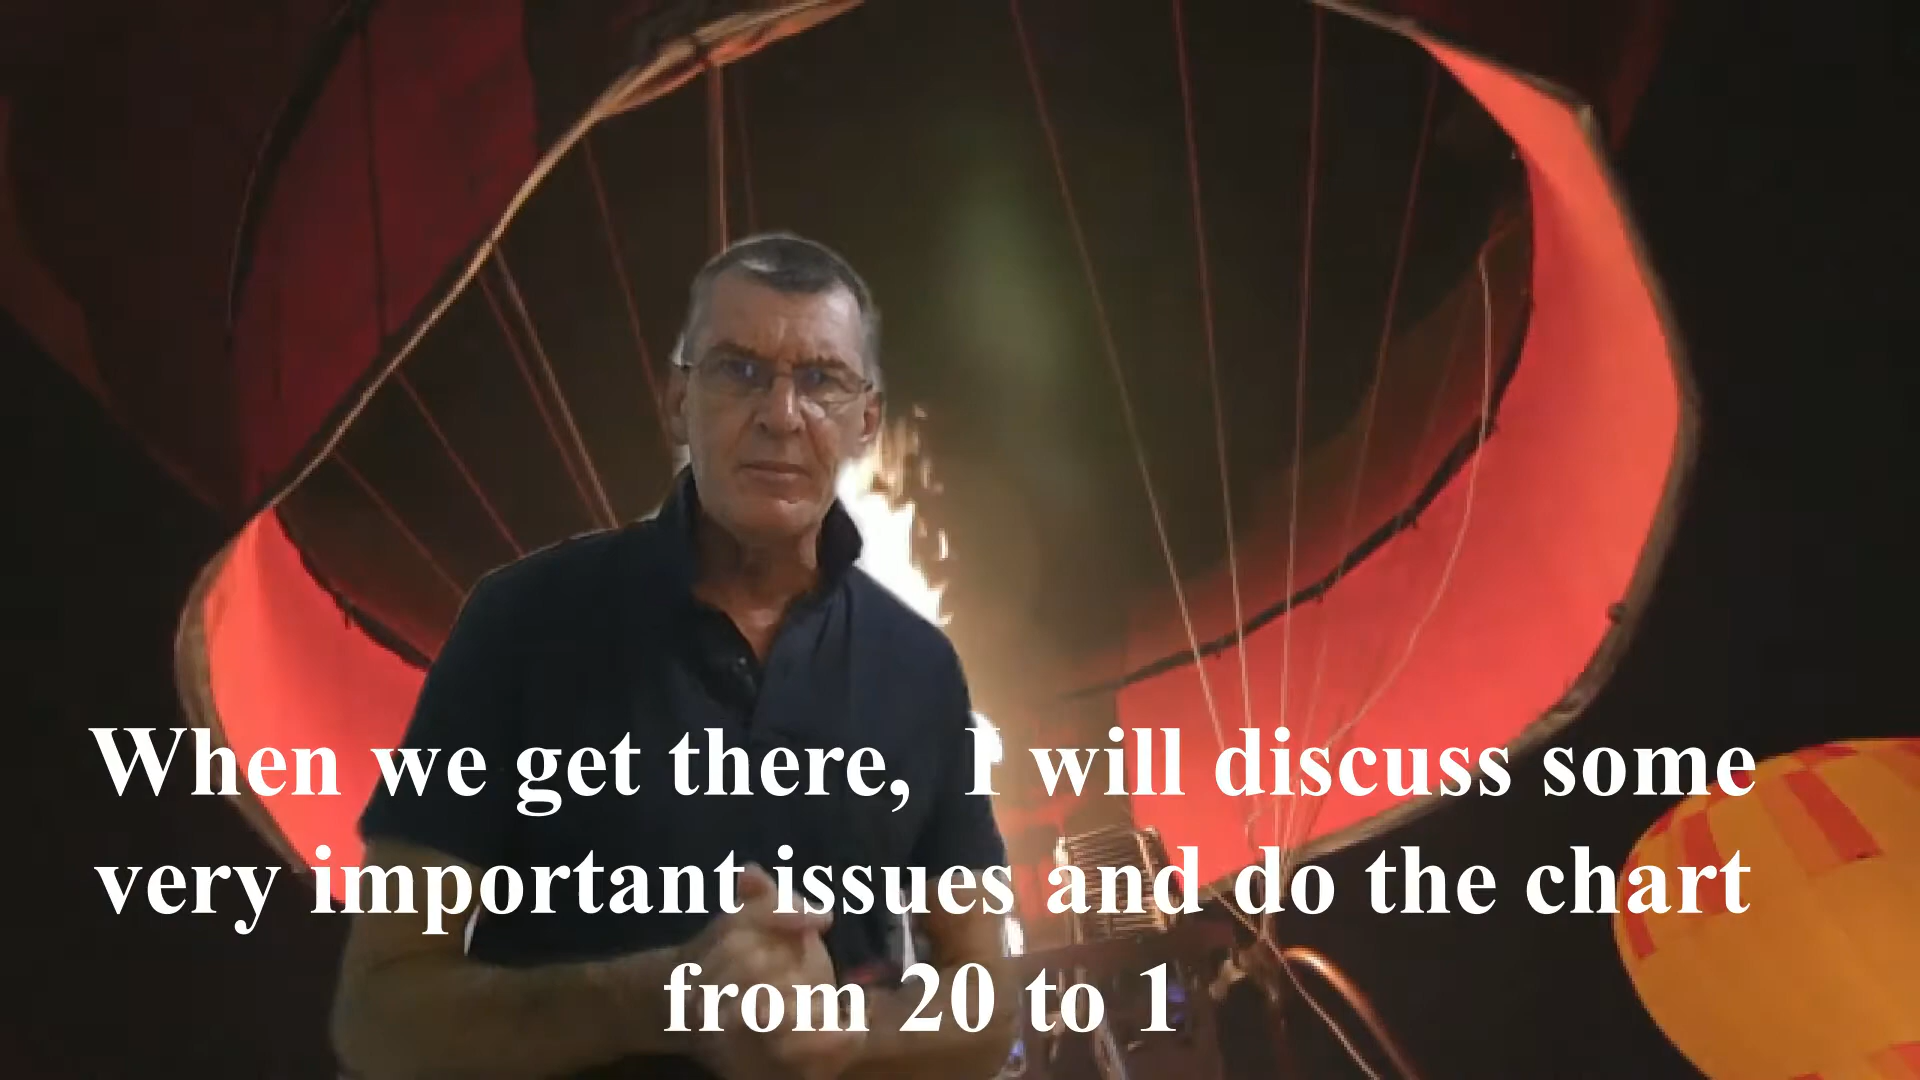 When we get there, I will discuss some
very important issues and do the chart
from 20 to 1